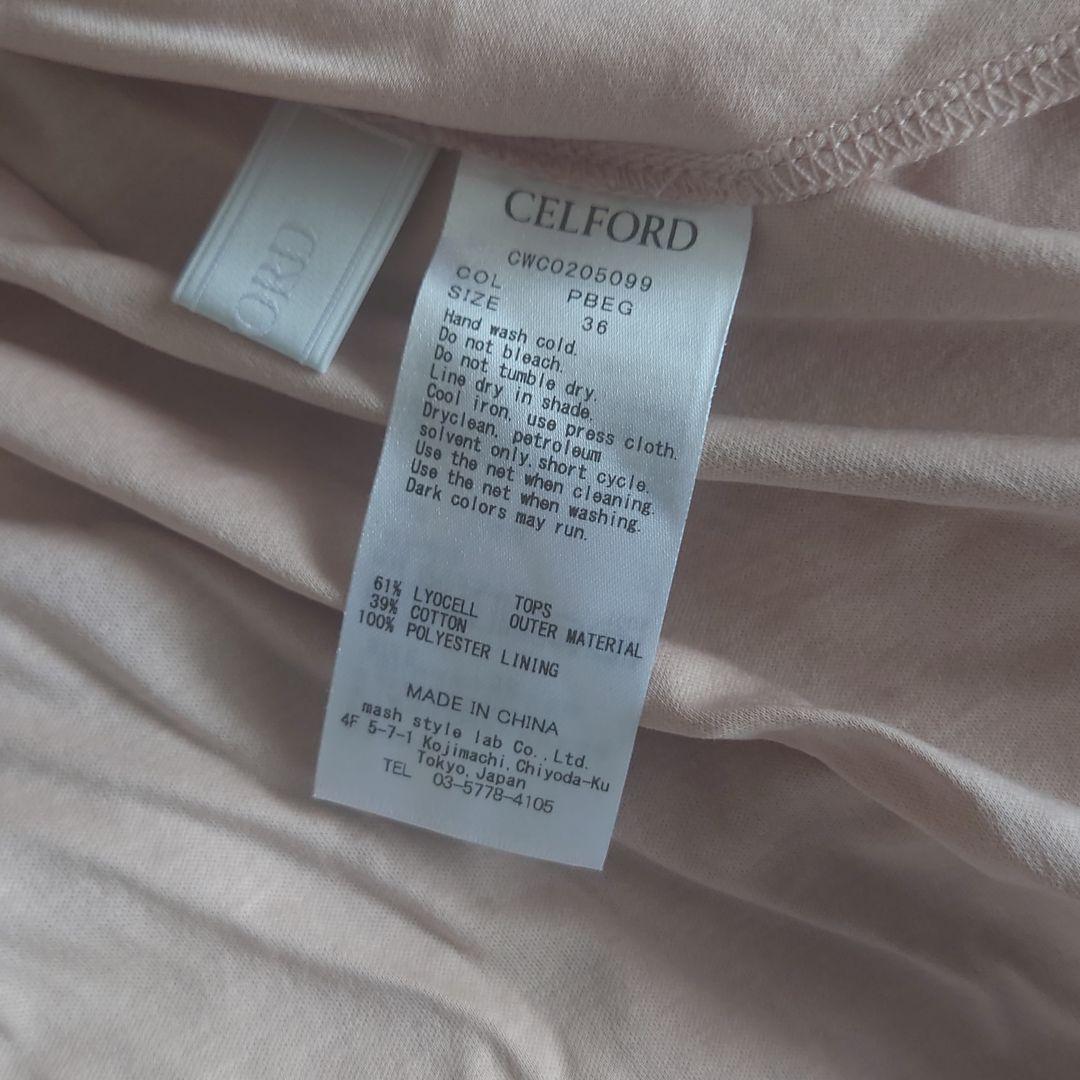 ORD
CELFORD
CWC0205099
COL PBEG
SIZE 36
Hand wash cold.
Do not bleach.
Do not tumble dry.
Line dry in shade.
Cool iron, use press cloth.
Dryclean, petroleum
solvent only.short cycle.
Use the net when cleaning.
Use the net when washing.
Dark colors may run.
61% LYOCELL TOPS
39% COTTON OUTER MATERIAL
100% POLYESTER LINING
MADE IN CHINA
mash style lab Co.,Ltd.
4F 5-7-1 Kojimachi,Chiyoda-Ku
Tokyo,Japan
TEL 03-5778-4105